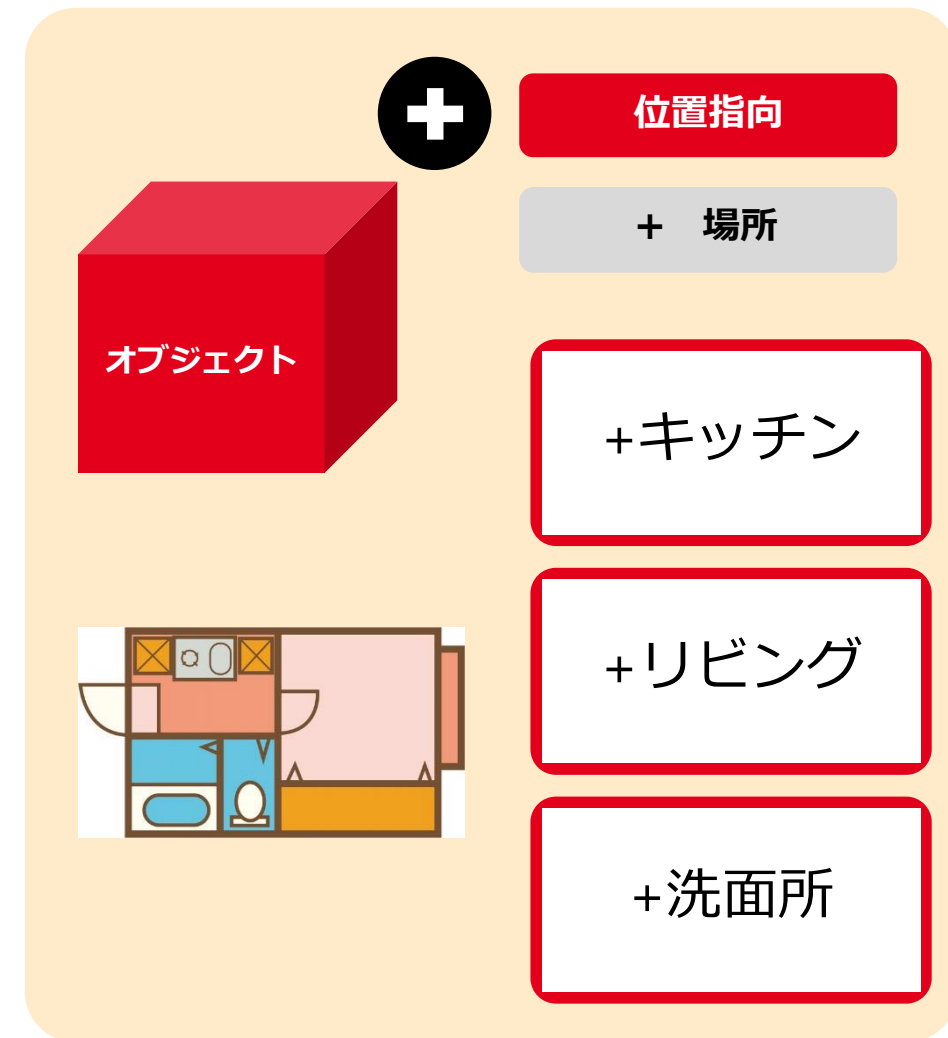 位置指向
+　場所
オブジェクト
+キッチン
+リビング
+洗面所